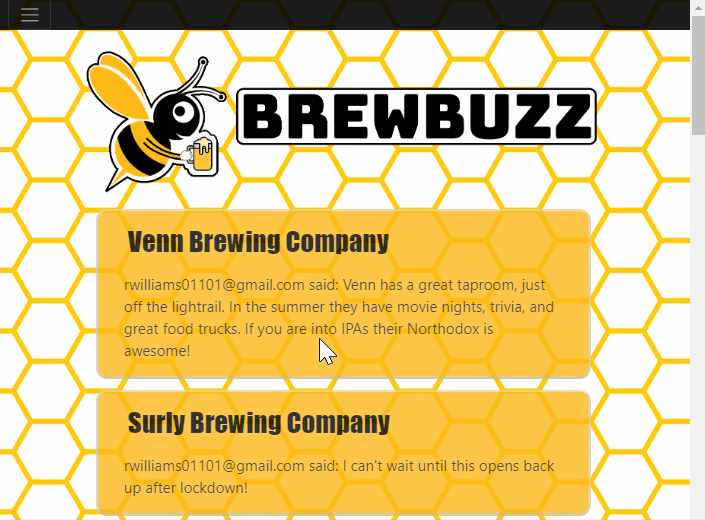 BREWBUZZ
Venn Brewing Company
rwilliams01101@gmail.com said: Venn has a great taproom, just
off the lightrail. In the summer they have movie nights, trivia, and
great food trucks. If you are into IPAs their Northodox is
awesome!
Surly Brewing Company
rwilliams01101@gmail.com said: I can't wait until this opens back
up after lockdown!